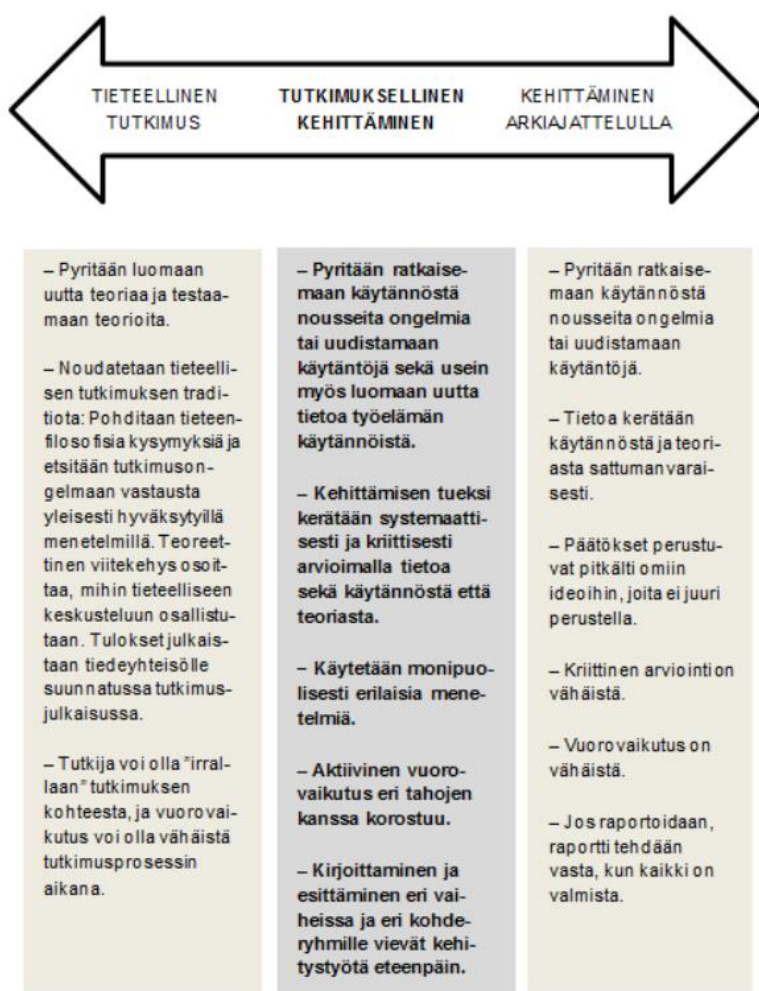 TIETEELLINEN
TUTKIMUS
TUTKIMUKSELLINEN
KEHITTÄMINEN
KEHITTÄMINEN
ARKIAJATTELULLA
– Pyritään luomaan
uutta teoriaa ja testaa-
maan teorioita.
– Noudatetaan tieteelli-
sen tutkimuksen tradi-
tiota: Pohditaan tieteen-
filosofisia kysymyksiä ja
etsitään tutkimuson-
gelmaan vastausta
yleisesti hyväksytyillä
menetelmillä. Teoreet-
tinen viitekehys osoit-
taa, mihin tieteelliseen
keskusteluun osallistu-
taan. Tulokset julkais-
taan tiedeyhteisölle
suunnatussa tutkimus-
julkaisussa.
– Tutkija voi olla "irral-
laan" tutkimuksen
kohteesta, ja vuorovai-
kutus voi olla vähäistä
tutkimusprosessin
aikana.
– Pyritään ratkaise-
maan käytännöstä
nousseita ongelmia
tai uudistamaan
käytäntöjä sekä usein
myös luomaan uutta
tietoa työelämän
käytännöistä.
– Kehittämisen tueksi
kerätään systemaatti-
sesti ja kriittisesti
arvioimalla tietoa
sekä käytännöstä että
teoriasta.
– Käytetään monipuo-
lisesti erilaisia mene-
telmiä.
– Aktiivinen vuoro-
vaikutus eri tahojen
kanssa korostuu.
– Kirjoittaminen ja
esittäminen eri vai-
heissa ja eri kohde-
ryhmille vievät kehi-
tystyötä eteenpäin.
– Pyritään ratkaise-
maan käytännöstä
nousseita ongelmia
tai uudistamaan
käytäntöjä.
– Tietoa kerätään
käytännöstä ja teori-
asta sattumanvarai-
sesti.
– Päätökset perustu-
vat pitkälti omiin
ideoihin, joita ei juuri
perustella.
– Kriittinen arviointi on
vähäistä.
– Vuorovaikutus on
vähäistä.
– Jos raportoidaan,
raportti tehdään
vasta, kun kaikki on
valmista.